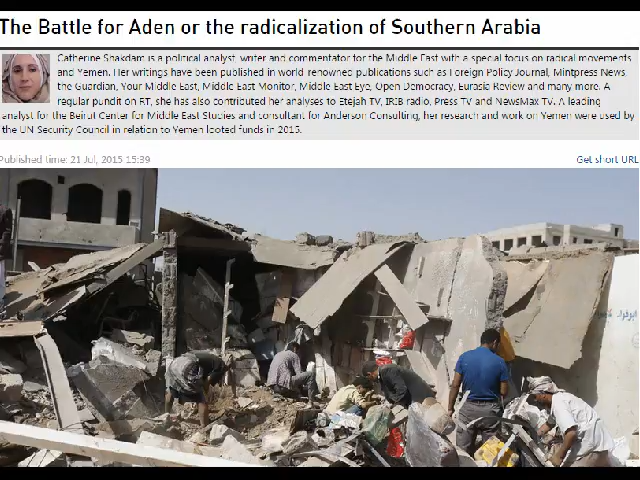 The Battle for Aden or the radicalization of Southern Arabia
Catherine Shakdam is a political analyst, writer and commentator for the Middle East with a special focus on radical movements
and Yemen. Her writings have been published in world renowned publications such as Foreign Policy Journal, Mintpress News,
the Guardian, Your Middle East, Middle East Monitor, Middle East Eye, Open Democracy, Eurasia Review and many more. A
regular pundit on RT, she has also contributed her analyses to Etejah TV, IRIB radio, Press TV and NewsMax TV. A leading
analyst for the Beirut Center for Middle East Studies and consultant for Anderson Consulting, her research and work on Yemen were used by
the UN Security Council in relation to Yemen looted funds in 2015.
Published time: 21 Jul, 2015 15:39
Get short URL